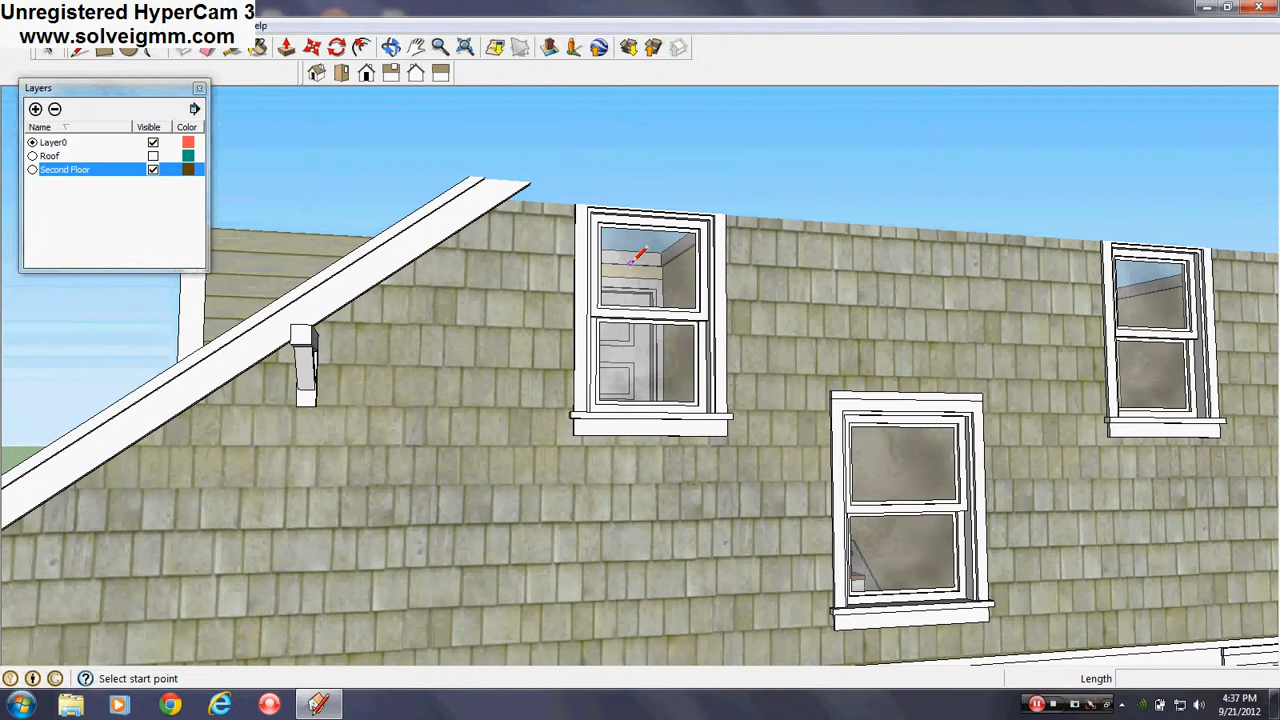 Unregistered HyperCam 3
www.solveigmm.com
elp
Layers
Name Visible Color
Layer0
Roof
Second Floor
Select start point
Length
4:37 PM
9/21/2012